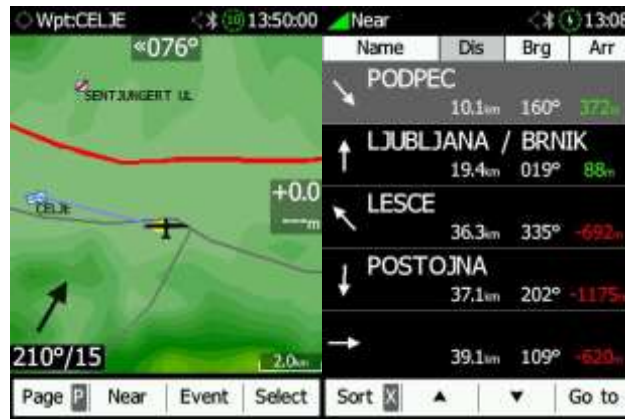 Wpt:CELJE
10
13:50:00
«076°
SENTJUNGERT UL
+0.0
---m
CELJE
210°/15
2.0km
Page P Near Event Select
Near
13:08
Name Dis Brg Arr
PODPEC
10.1km 160° 372m
LJUBLJANA / BRNIK
19.4km 019° 88m
LESCE
36.3km 335° -692m
POSTOJNA
37.1km 202° -1175m
39.1km 109° -620m
Sort X ▲ ▼ Go to